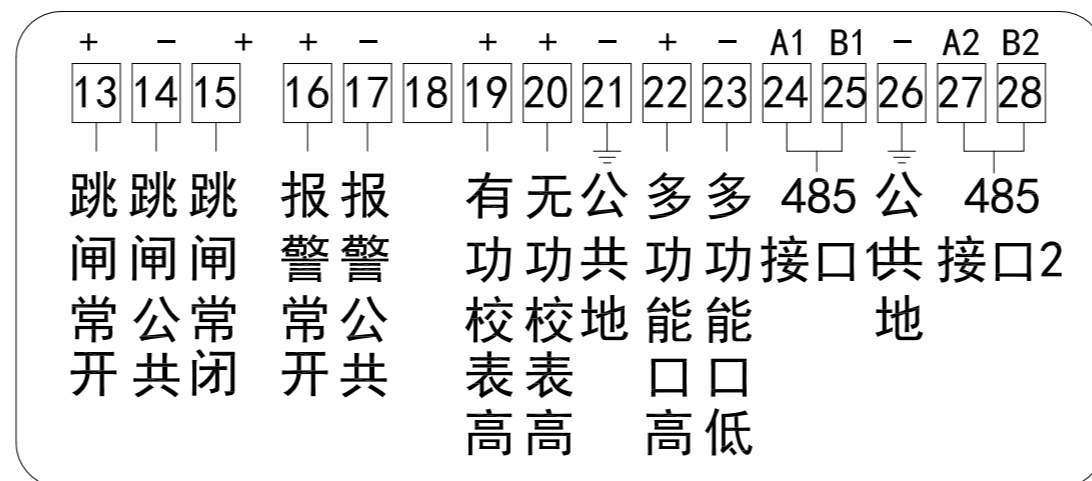 + − + + − + + − + − A1 B1 − A2 B2
13 14 15 16 17 18 19 20 21 22 23 24 25 26 27 28
跳闸常开
跳闸公共
跳闸常闭
报警常开
报警公共
有功校表高
无功校表高
公共地
多功能口高
多功能口低
485
接口1
公共地
485
接口2